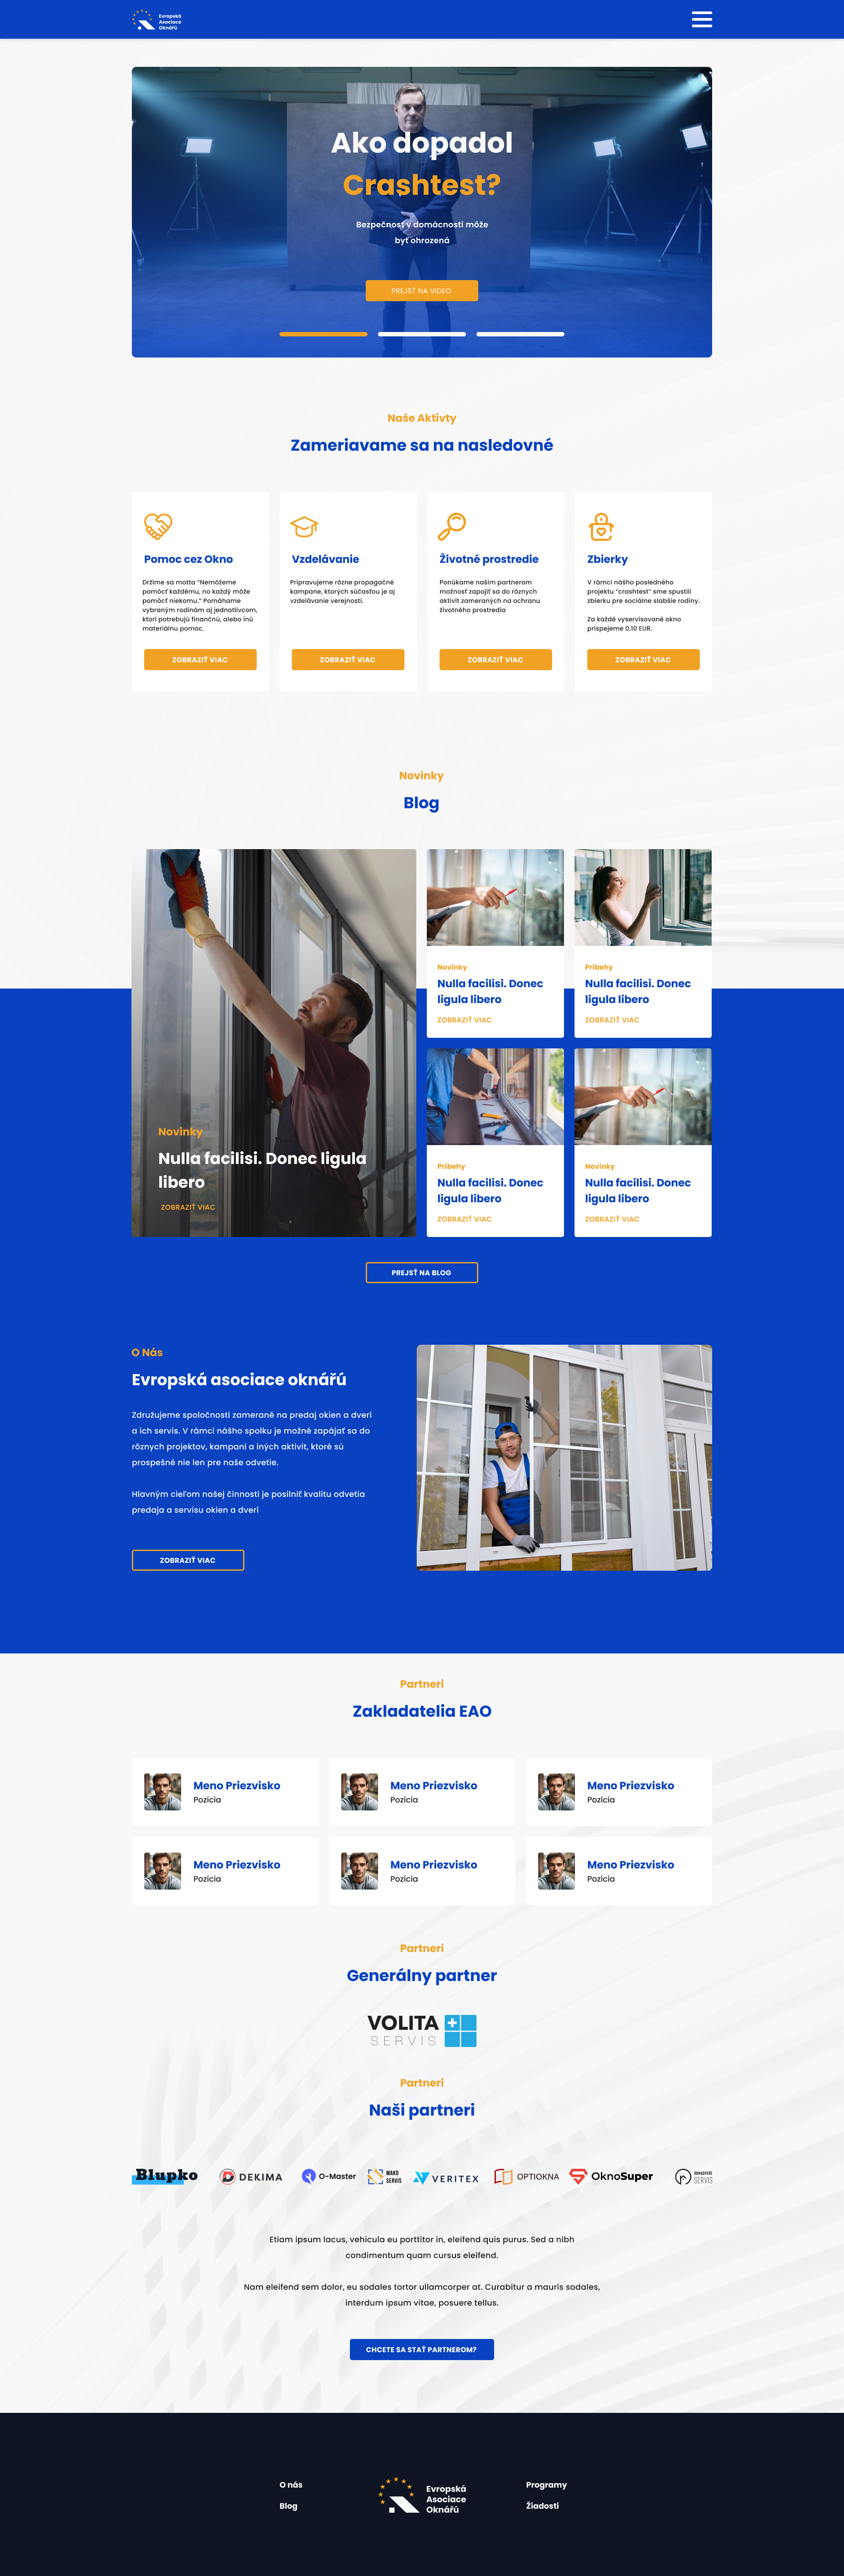 Evropská
Asociace
Oknářů
Ako dopadol
Crashtest?
Bezpečnosť v domácnosti môže
byť ohrozená
PREJSŤ NA VIDEO
Naše Aktivty
Zameriavame sa na nasledovné
Pomoc cez Okno
Držíme sa motta "Nemôžeme
pomôcť každému, no každý môže
pomôcť niekomu." Pomáhame
vybraným rodinám aj jednotlivcom,
ktorí potrebujú finančnú, alebo inú
materiálnu pomoc.
ZOBRAZIŤ VIAC
Vzdelávanie
Pripravujeme rôzne propagačné
kampane, ktorých súčasťou je aj
vzdelávanie verejnosti.
ZOBRAZIŤ VIAC
Životné prostredie
Ponúkame našim partnerom
možnosť zapojiť sa do rôznych
aktivít zameraných na ochranu
životného prostredia
ZOBRAZIŤ VIAC
Zbierky
V rámci nášho posledného
projektu "crashtest" sme spustili
zbierku pre sociálne slabšie rodiny.
Za každé vyservisované okno
prispejeme 0,10 EUR.
ZOBRAZIŤ VIAC
Novinky
Blog
Novinky
Nulla facilisi. Donec ligula
libero
ZOBRAZIŤ VIAC
Novinky
Nulla facilisi. Donec
ligula libero
ZOBRAZIŤ VIAC
Príbehy
Nulla facilisi. Donec
ligula libero
ZOBRAZIŤ VIAC
Príbehy
Nulla facilisi. Donec
ligula libero
ZOBRAZIŤ VIAC
Novinky
Nulla facilisi. Donec
ligula libero
ZOBRAZIŤ VIAC
PREJSŤ NA BLOG
O Nás
Evropská asociace oknářú
Združujeme spoločnosti zamerané na predaj okien a dverí
a ich servis. V rámci nášho spolku je možné zapájať sa do
rôznych projektov, kampaní a iných aktivít, ktoré sú
prospešné nie len pre naše odvetie.
Hlavným cieľom našej činnosti je posilniť kvalitu odvetia
predaja a servisu okien a dverí
ZOBRAZIŤ VIAC
Partneri
Zakladatelia EAO
Meno Priezvisko
Pozícia
Meno Priezvisko
Pozícia
Meno Priezvisko
Pozícia
Meno Priezvisko
Pozícia
Meno Priezvisko
Pozícia
Meno Priezvisko
Pozícia
Partneri
Generálny partner
VOLITA
SERVIS
Partneri
Naši partneri
Blupko
DEKIMA
O-Master
MAKO
SERVIS
VERITEX
OPTIOKNA
OknoSuper
SERVIS
Etiam ipsum lacus, vehicula eu porttitor in, eleifend quis purus. Sed a nibh
condimentum quam cursus eleifend.
Nam eleifend sem dolor, eu sodales tortor ullamcorper at. Curabitur a mauris sodales,
interdum ipsum vitae, posuere tellus.
CHCETE SA STAŤ PARTNEROM?
O nás
Blog
Evropská
Asociace
Oknářů
Programy
Žiadosti